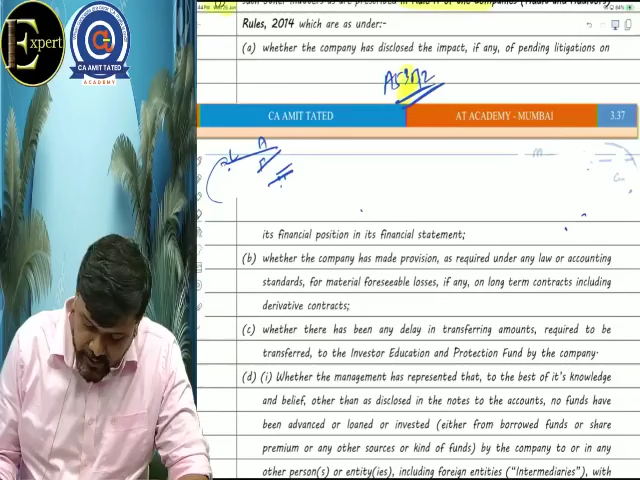 Expert
CA AMIT TATED
ACADEMY
Rules, 2014 which are as under:-
(a) whether the company has disclosed the impact, if any, of pending litigations on
CA AMIT TATED
AT ACADEMY - MUMBAI
3.37
its financial position in its financial statement;
(b) whether the company has made provision, as required under any law or accounting
standards, for material foreseeable losses, if any, on long term contracts including
derivative contracts;
(c) whether there has been any delay in transferring amounts, required to be
transferred, to the Investor Education and Protection Fund by the company.
(d) (i) Whether the management has represented that, to the best of it's knowledge
and belief, other than as disclosed in the notes to the accounts, no funds have
been advanced or loaned or invested (either from borrowed funds or share
premium or any other sources or kind of funds) by the company to or in any
other person(s) or entity(ies), including foreign entities ("Intermediaries"), with